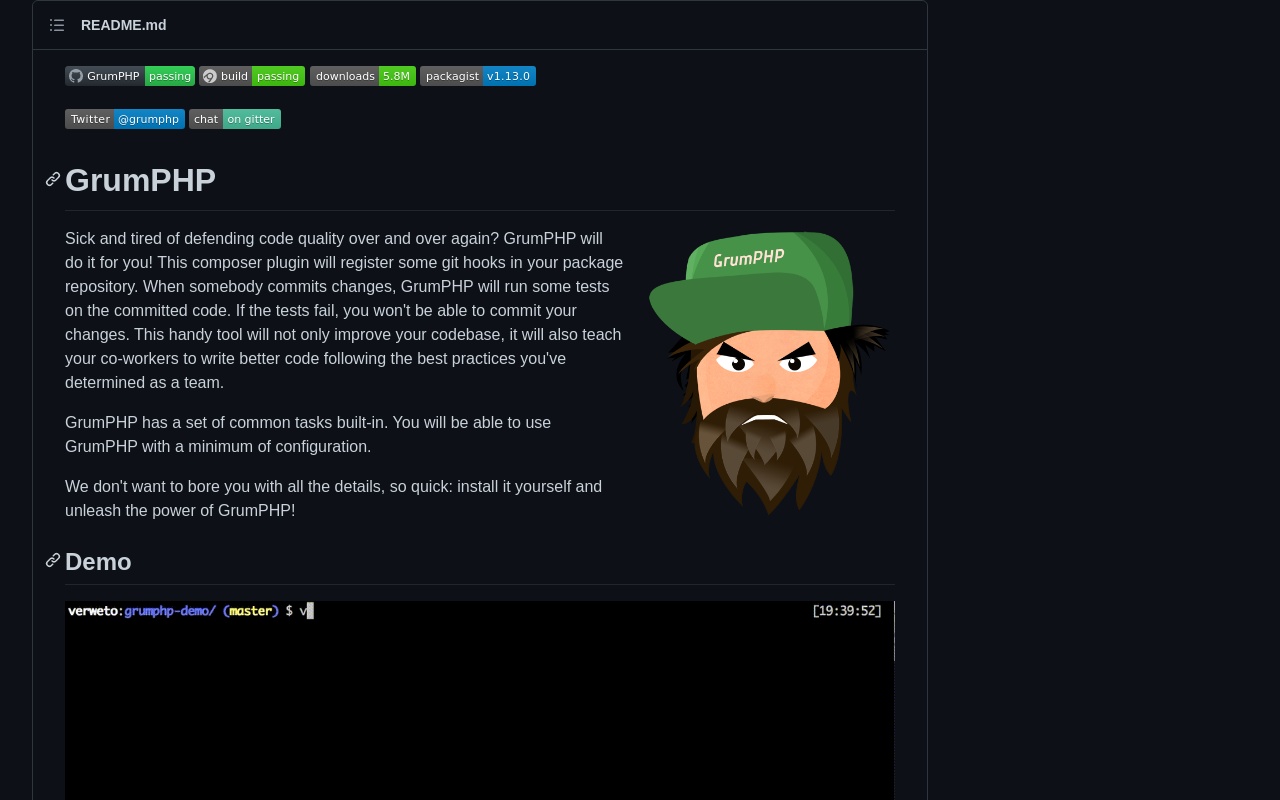 README.md
GrumPHP passing build passing downloads 5.8M packagist v1.13.0
Twitter @grumphp chat on gitter
GrumPHP
Sick and tired of defending code quality over and over again? GrumPHP will
do it for you! This composer plugin will register some git hooks in your package
repository. When somebody commits changes, GrumPHP will run some tests
on the committed code. If the tests fail, you won't be able to commit your
changes. This handy tool will not only improve your codebase, it will also teach
your co-workers to write better code following the best practices you've
determined as a team.
GrumPHP
GrumPHP has a set of common tasks built-in. You will be able to use
GrumPHP with a minimum of configuration.
We don't want to bore you with all the details, so quick: install it yourself and
unleash the power of GrumPHP!
Demo
verweto:grumphp-demo/ (master) $ v [19:39:52]